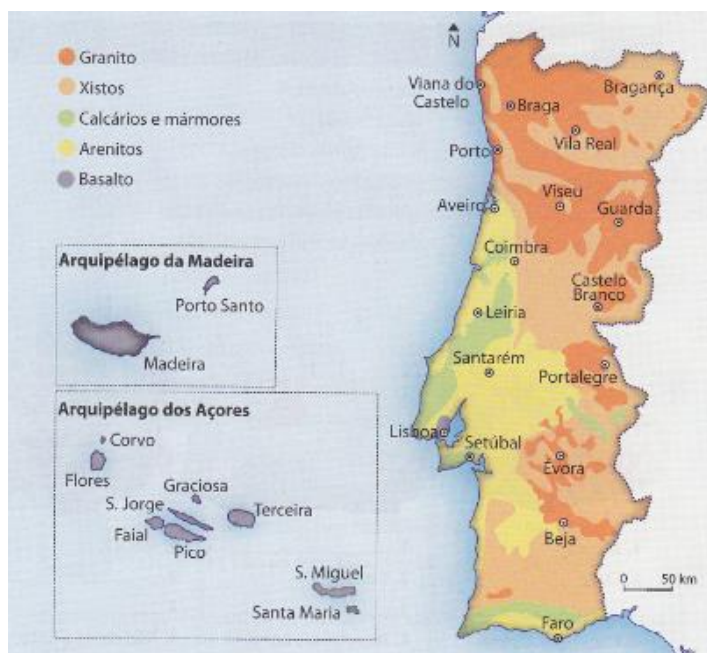 N
Granito
Xistos
Calcários e mármores
Arenitos
Basalto
Viana do
Castelo
Braga
Bragança
Vila Real
Porto
Aveiro
Viseu
Guarda
Coimbra
Castelo
Branco
Leiria
Santarém
Portalegre
Lisboa
Setúbal
Évora
Beja
Faro
0 50 km
Arquipélago da Madeira
Porto Santo
Madeira
Arquipélago dos Açores
Corvo
Flores
Graciosa
S. Jorge
Terceira
Faial
Pico
S. Miguel
Santa Maria